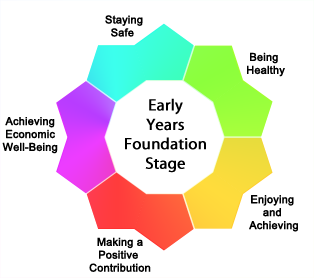 Staying
Safe
Being
Healthy
Early
Years
Foundation
Stage
Achieving
Economic
Well-Being
Enjoying
and
Achieving
Making a
Positive
Contribution